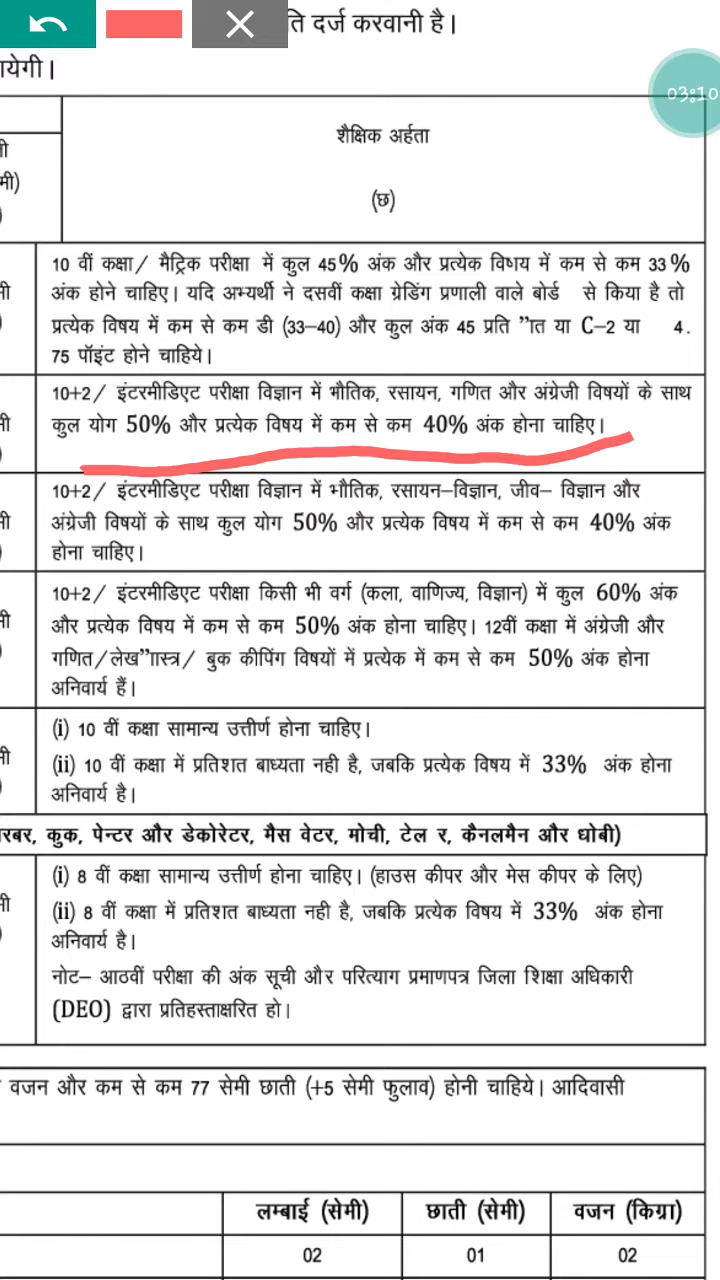 ति दर्ज करवानी है।
03:10
ायेगी।
शैक्षिक अर्हता
(छ)
मी)
10 वीं कक्षा/ मैट्रिक परीक्षा में कुल 45% अंक और प्रत्येक विषय में कम से कम 33%
अंक होने चाहिए। यदि अभ्यर्थी ने दसवीं कक्षा ग्रेडिंग प्रणाली वाले बोर्ड से किया है तो
प्रत्येक विषय में कम से कम डी (33–40) और कुल अंक 45 प्रति ”ात या C–2 या 4.
75 पॉइंट होने चाहिये।
10+2/ इंटरमीडिएट परीक्षा विज्ञान में भौतिक, रसायन, गणित और अंग्रेजी विषयों के साथ
कुल योग 50% और प्रत्येक विषय में कम से कम 40% अंक होना चाहिए।
10+2/ इंटरमीडिएट परीक्षा विज्ञान में भौतिक, रसायन–विज्ञान, जीव– विज्ञान और
अंग्रेजी विषयों के साथ कुल योग 50% और प्रत्येक विषय में कम से कम 40% अंक
होना चाहिए।
10+2/ इंटरमीडिएट परीक्षा किसी भी वर्ग (कला, वाणिज्य, विज्ञान) में कुल 60% अंक
और प्रत्येक विषय में कम से कम 50% अंक होना चाहिए। 12वीं कक्षा में अंग्रेजी और
गणित/लेख”ाास्त्र/ बुक कीपिंग विषयों में प्रत्येक में कम से कम 50% अंक होना
अनिवार्य हैं।
(i) 10 वीं कक्षा सामान्य उत्तीर्ण होना चाहिए।
(ii) 10 वीं कक्षा में प्रतिशत बाध्यता नही है, जबकि प्रत्येक विषय में 33% अंक होना
अनिवार्य है।
रबर, कुक, पेन्टर और डेकोरेटर, मैस वेटर, मोची, टेल र, कैनलमैन और धोबी)
(i) 8 वीं कक्षा सामान्य उत्तीर्ण होना चाहिए। (हाउस कीपर और मेस कीपर के लिए)
(ii) 8 वीं कक्षा में प्रतिशत बाध्यता नही है, जबकि प्रत्येक विषय में 33% अंक होना
अनिवार्य है।
नोट– आठवीं परीक्षा की अंक सूची और परित्याग प्रमाणपत्र जिला शिक्षा अधिकारी
(DEO) द्वारा प्रतिहस्ताक्षरित हो।
वजन और कम से कम 77 सेमी छाती (+5 सेमी फुलाव) होनी चाहिये। आदिवासी
लम्बाई (सेमी) छाती (सेमी) वजन (किग्रा)
02 01 02